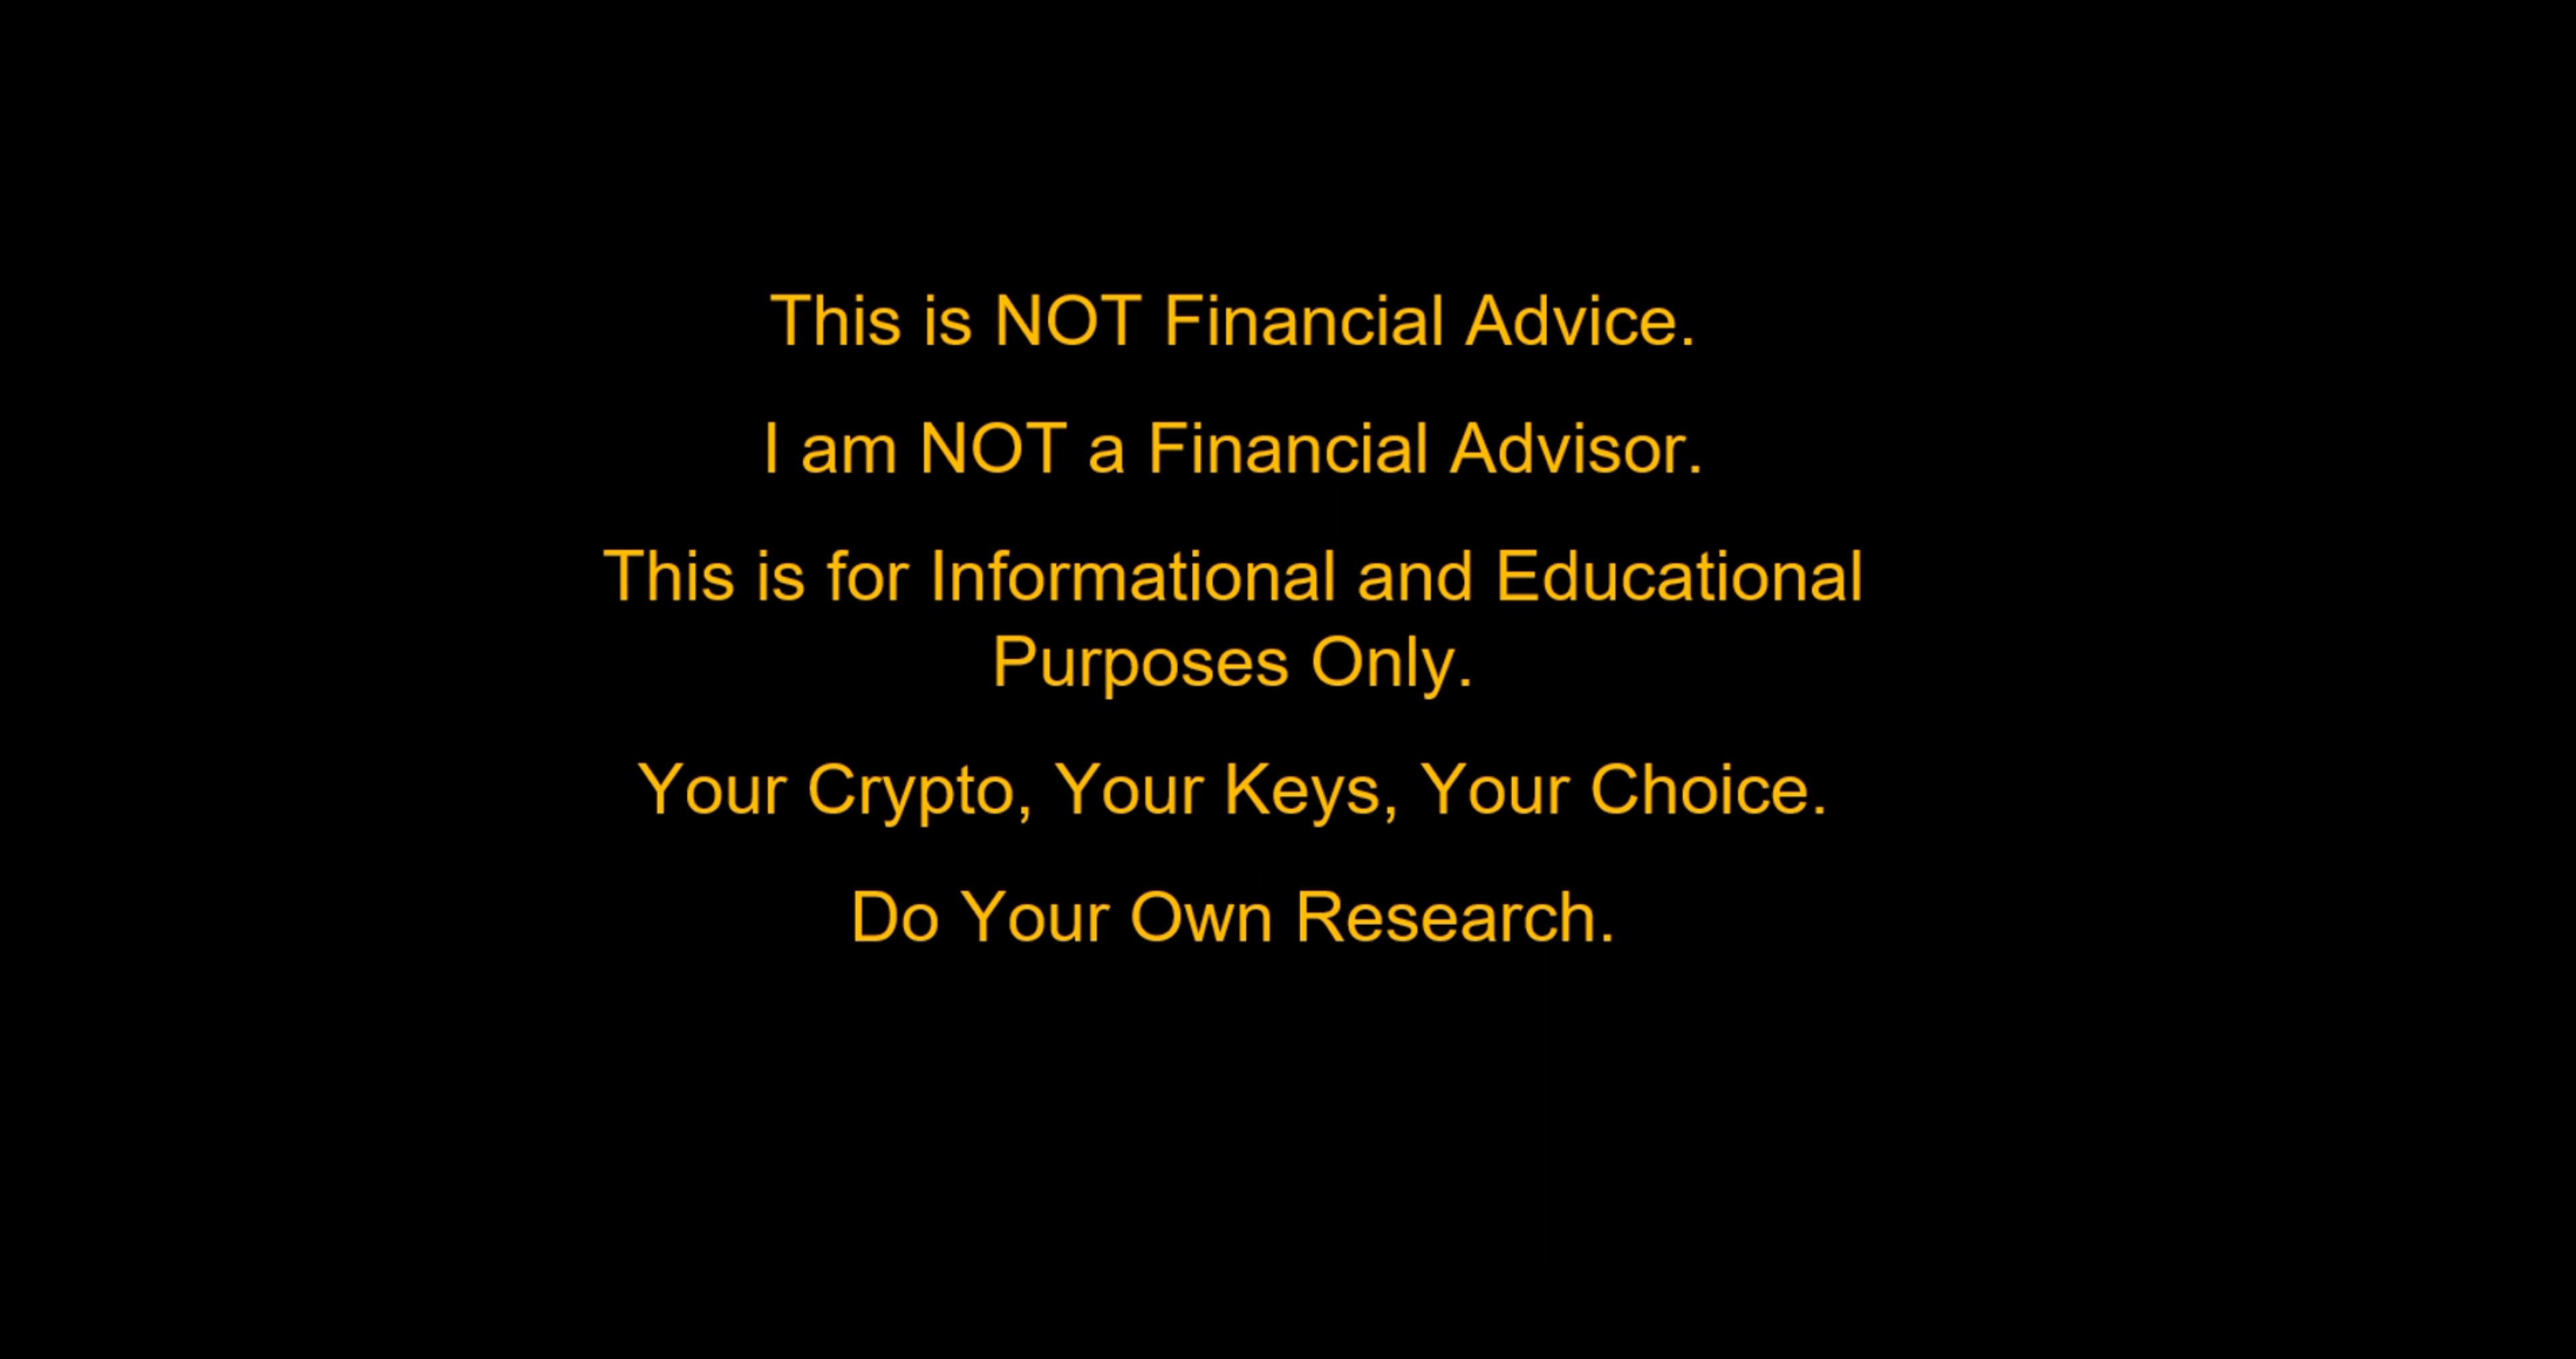 This is NOT Financial Advice.
I am NOT a Financial Advisor.
This is for Informational and Educational
Purposes Only.
Your Crypto, Your Keys, Your Choice.
Do Your Own Research.